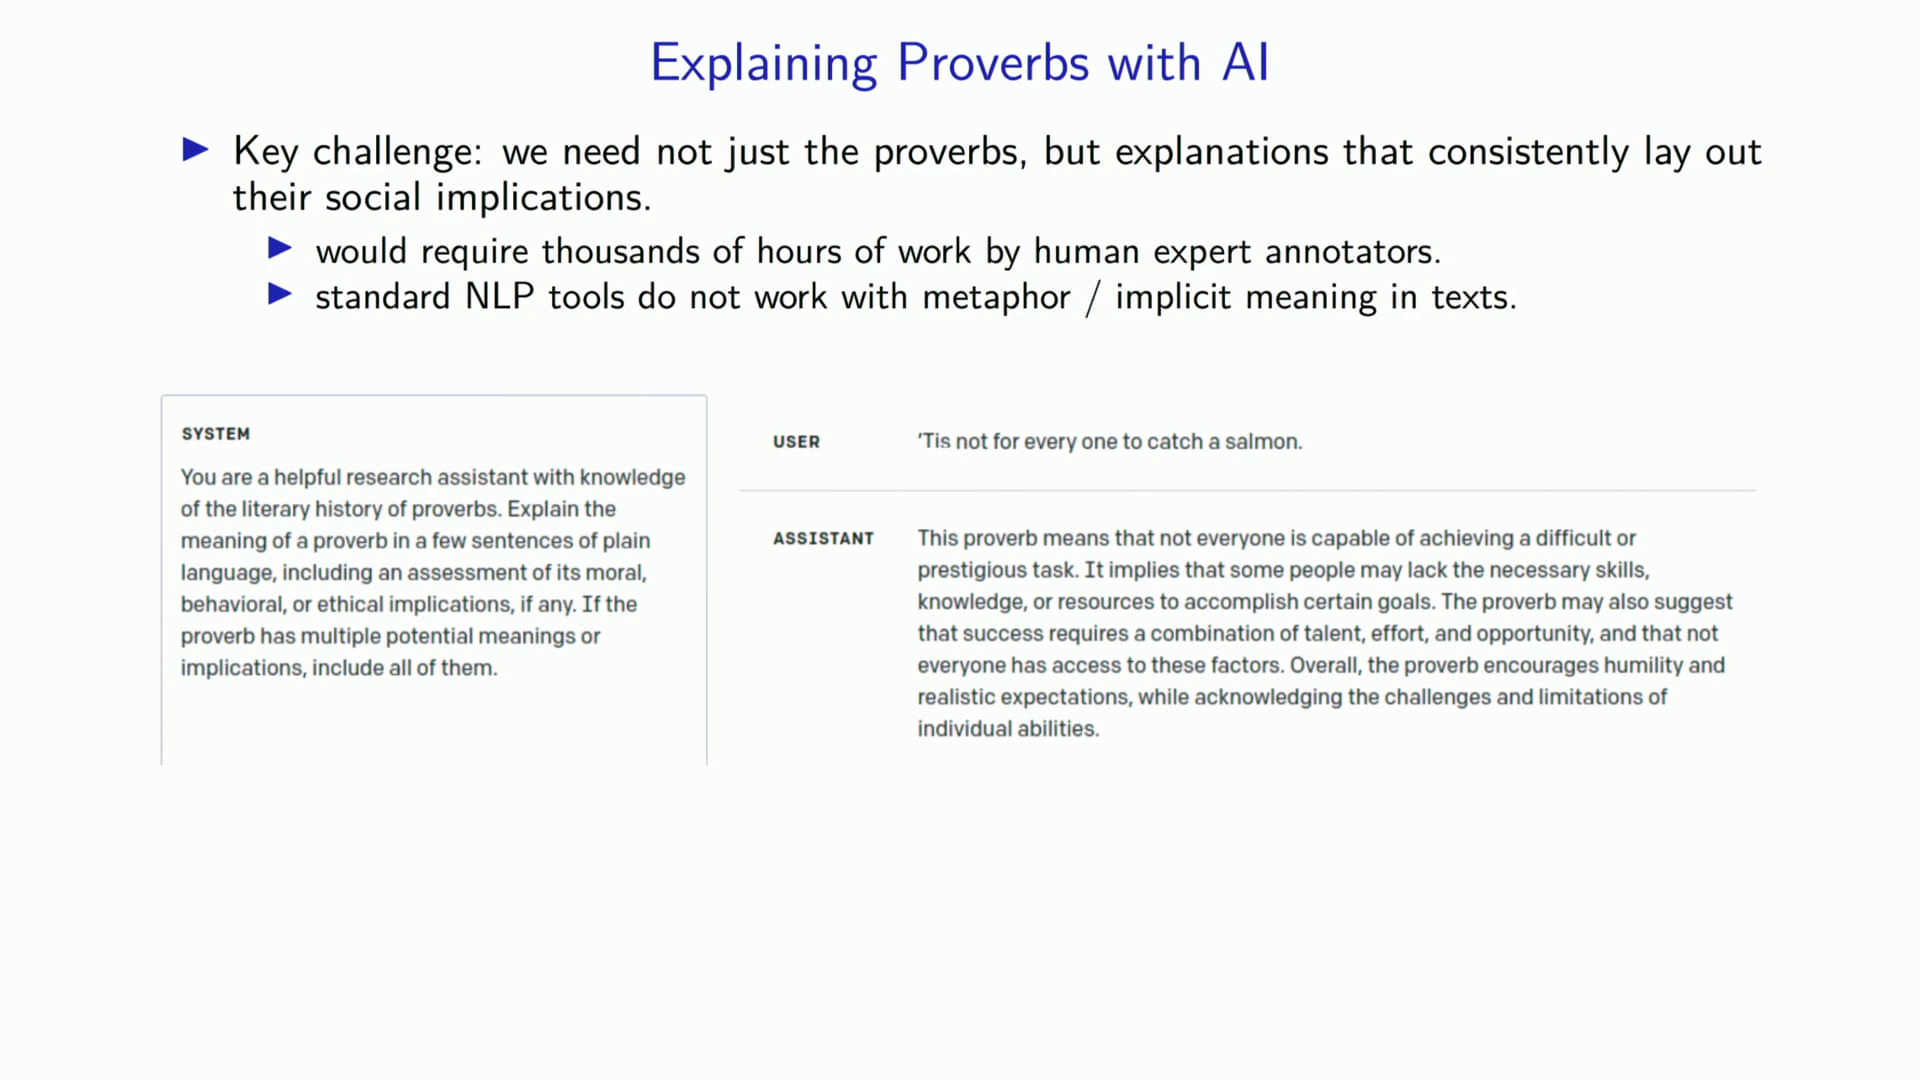 Explaining Proverbs with AI
▶ Key challenge: we need not just the proverbs, but explanations that consistently lay out
their social implications.
▶ would require thousands of hours of work by human expert annotators.
▶ standard NLP tools do not work with metaphor / implicit meaning in texts.
SYSTEM
You are a helpful research assistant with knowledge
of the literary history of proverbs. Explain the
meaning of a proverb in a few sentences of plain
language, including an assessment of its moral,
behavioral, or ethical implications, if any. If the
proverb has multiple potential meanings or
implications, include all of them.
USER 'Tis not for every one to catch a salmon.
ASSISTANT This proverb means that not everyone is capable of achieving a difficult or
prestigious task. It implies that some people may lack the necessary skills,
knowledge, or resources to accomplish certain goals. The proverb may also suggest
that success requires a combination of talent, effort, and opportunity, and that not
everyone has access to these factors. Overall, the proverb encourages humility and
realistic expectations, while acknowledging the challenges and limitations of
individual abilities.